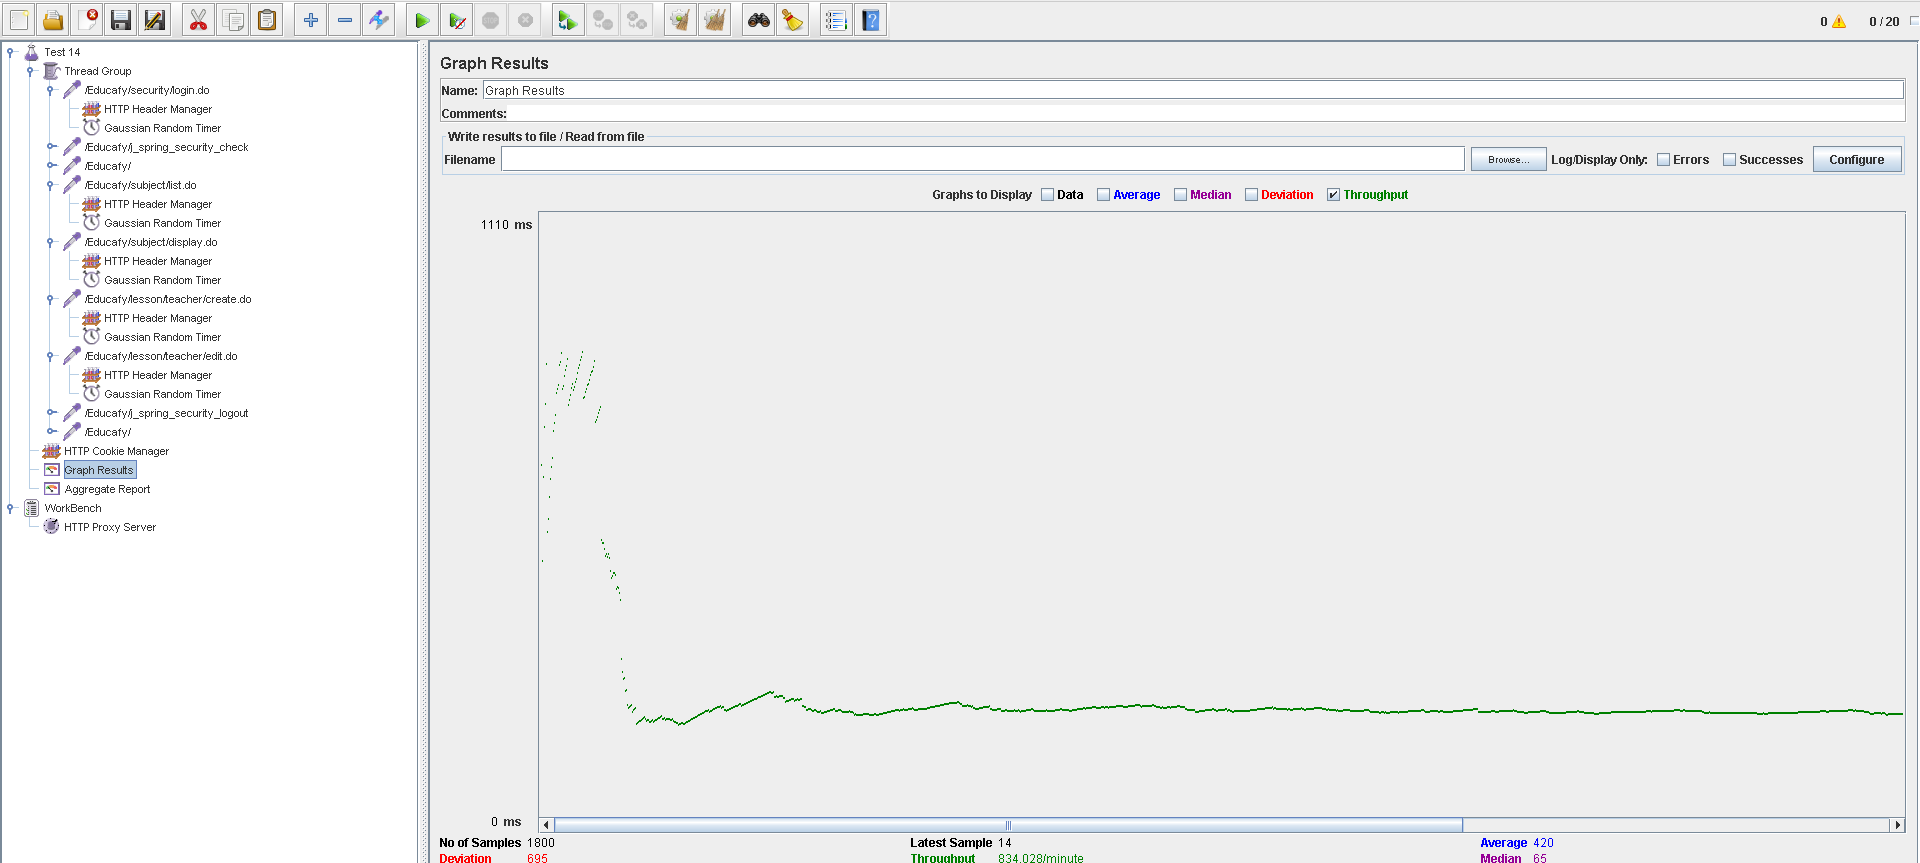 0
0 / 20
Test 14
Thread Group
/Educafy/security/login.do
HTTP Header Manager
Gaussian Random Timer
/Educafy/j_spring_security_check
/Educafy/
/Educafy/subject/list.do
HTTP Header Manager
Gaussian Random Timer
/Educafy/subject/display.do
HTTP Header Manager
Gaussian Random Timer
/Educafy/lesson/teacher/create.do
HTTP Header Manager
Gaussian Random Timer
/Educafy/lesson/teacher/edit.do
HTTP Header Manager
Gaussian Random Timer
/Educafy/j_spring_security_logout
/Educafy/
HTTP Cookie Manager
Graph Results
Aggregate Report
WorkBench
HTTP Proxy Server
Graph Results
Name: Graph Results
Comments:
Write results to file / Read from file
Filename Browse... Log/Display Only: Errors Successes Configure
Graphs to Display Data Average Median Deviation Throughput
1110 ms
0 ms
No of Samples 1800 Latest Sample 14 Average 420
Deviation 695 Throughput 834.028/minute Median 65